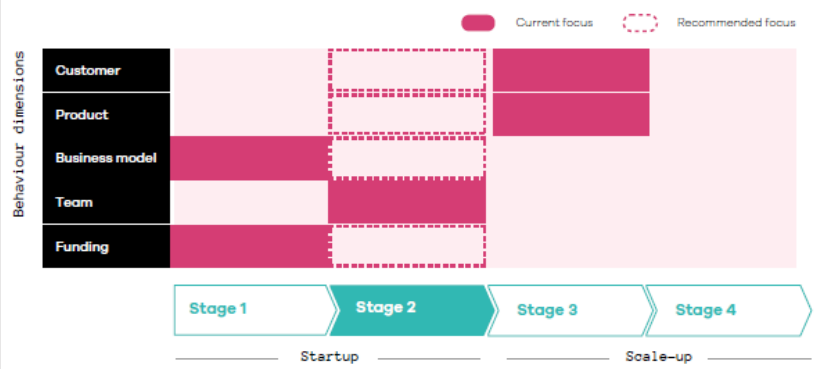 Current focus
Recommended focus
Behaviour dimensions
Customer
Product
Business model
Team
Funding
Stage 1
Stage 2
Stage 3
Stage 4
Startup
Scale-up